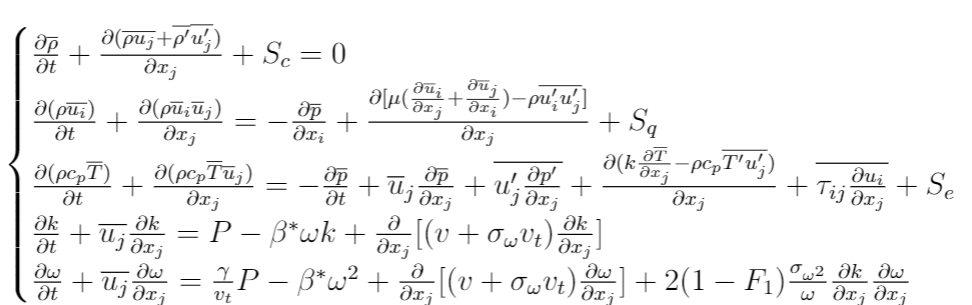 \frac{\partial \overline{\rho}}{\partial t} + \frac{\partial (\overline{\rho u_j} + \overline{\rho' u'_j})}{\partial x_j} + S_c = 0
\frac{\partial (\rho \overline{u_i})}{\partial t} + \frac{\partial (\rho \overline{u}_i \overline{u}_j)}{\partial x_j} = -\frac{\partial \overline{p}}{\partial x_i} + \frac{\partial [\mu (\frac{\partial \overline{u}_i}{\partial x_j} + \frac{\partial \overline{u}_j}{\partial x_i}) - \rho \overline{u'_i u'_j}]}{\partial x_j} + S_q
\frac{\partial (\rho c_p \overline{T})}{\partial t} + \frac{\partial (\rho c_p \overline{T} \overline{u}_j)}{\partial x_j} = -\frac{\partial \overline{p}}{\partial t} + \overline{u}_j \frac{\partial \overline{p}}{\partial x_j} + \overline{u'_j \frac{\partial p'}{\partial x_j}} + \frac{\partial (k \frac{\partial \overline{T}}{\partial x_j} - \rho c_p \overline{T' u'_j})}{\partial x_j} + \overline{\tau_{ij} \frac{\partial u_i}{\partial x_j}} + S_e
\frac{\partial k}{\partial t} + \overline{u_j} \frac{\partial k}{\partial x_j} = P - \beta^* \omega k + \frac{\partial}{\partial x_j} [(v + \sigma_\omega v_t) \frac{\partial k}{\partial x_j}]
\frac{\partial \omega}{\partial t} + \overline{u_j} \frac{\partial \omega}{\partial x_j} = \frac{\gamma}{v_t} P - \beta^* \omega^2 + \frac{\partial}{\partial x_j} [(v + \sigma_\omega v_t) \frac{\partial \omega}{\partial x_j}] + 2(1 - F_1) \frac{\sigma_{\omega^2}}{\omega} \frac{\partial k}{\partial x_j} \frac{\partial \omega}{\partial x_j}